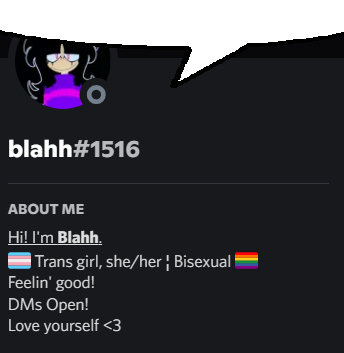 blahh#1516
ABOUT ME
Hi! I'm Blahh.
🏳️‍⚧️ Trans girl, she/her ¦ Bisexual 🏳️‍🌈
Feelin' good!
DMs Open!
Love yourself <3